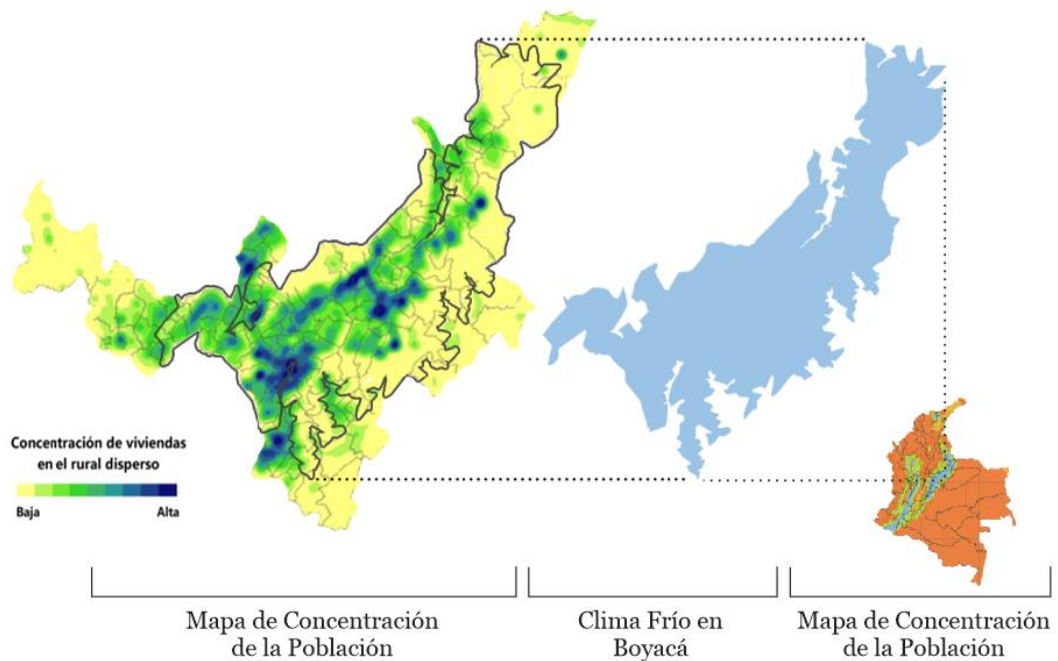 Concentración de viviendas
en el rural disperso
Baja
Alta
Mapa de Concentración
de la Población
Clima Frío en
Boyacá
Mapa de Concentración
de la Población